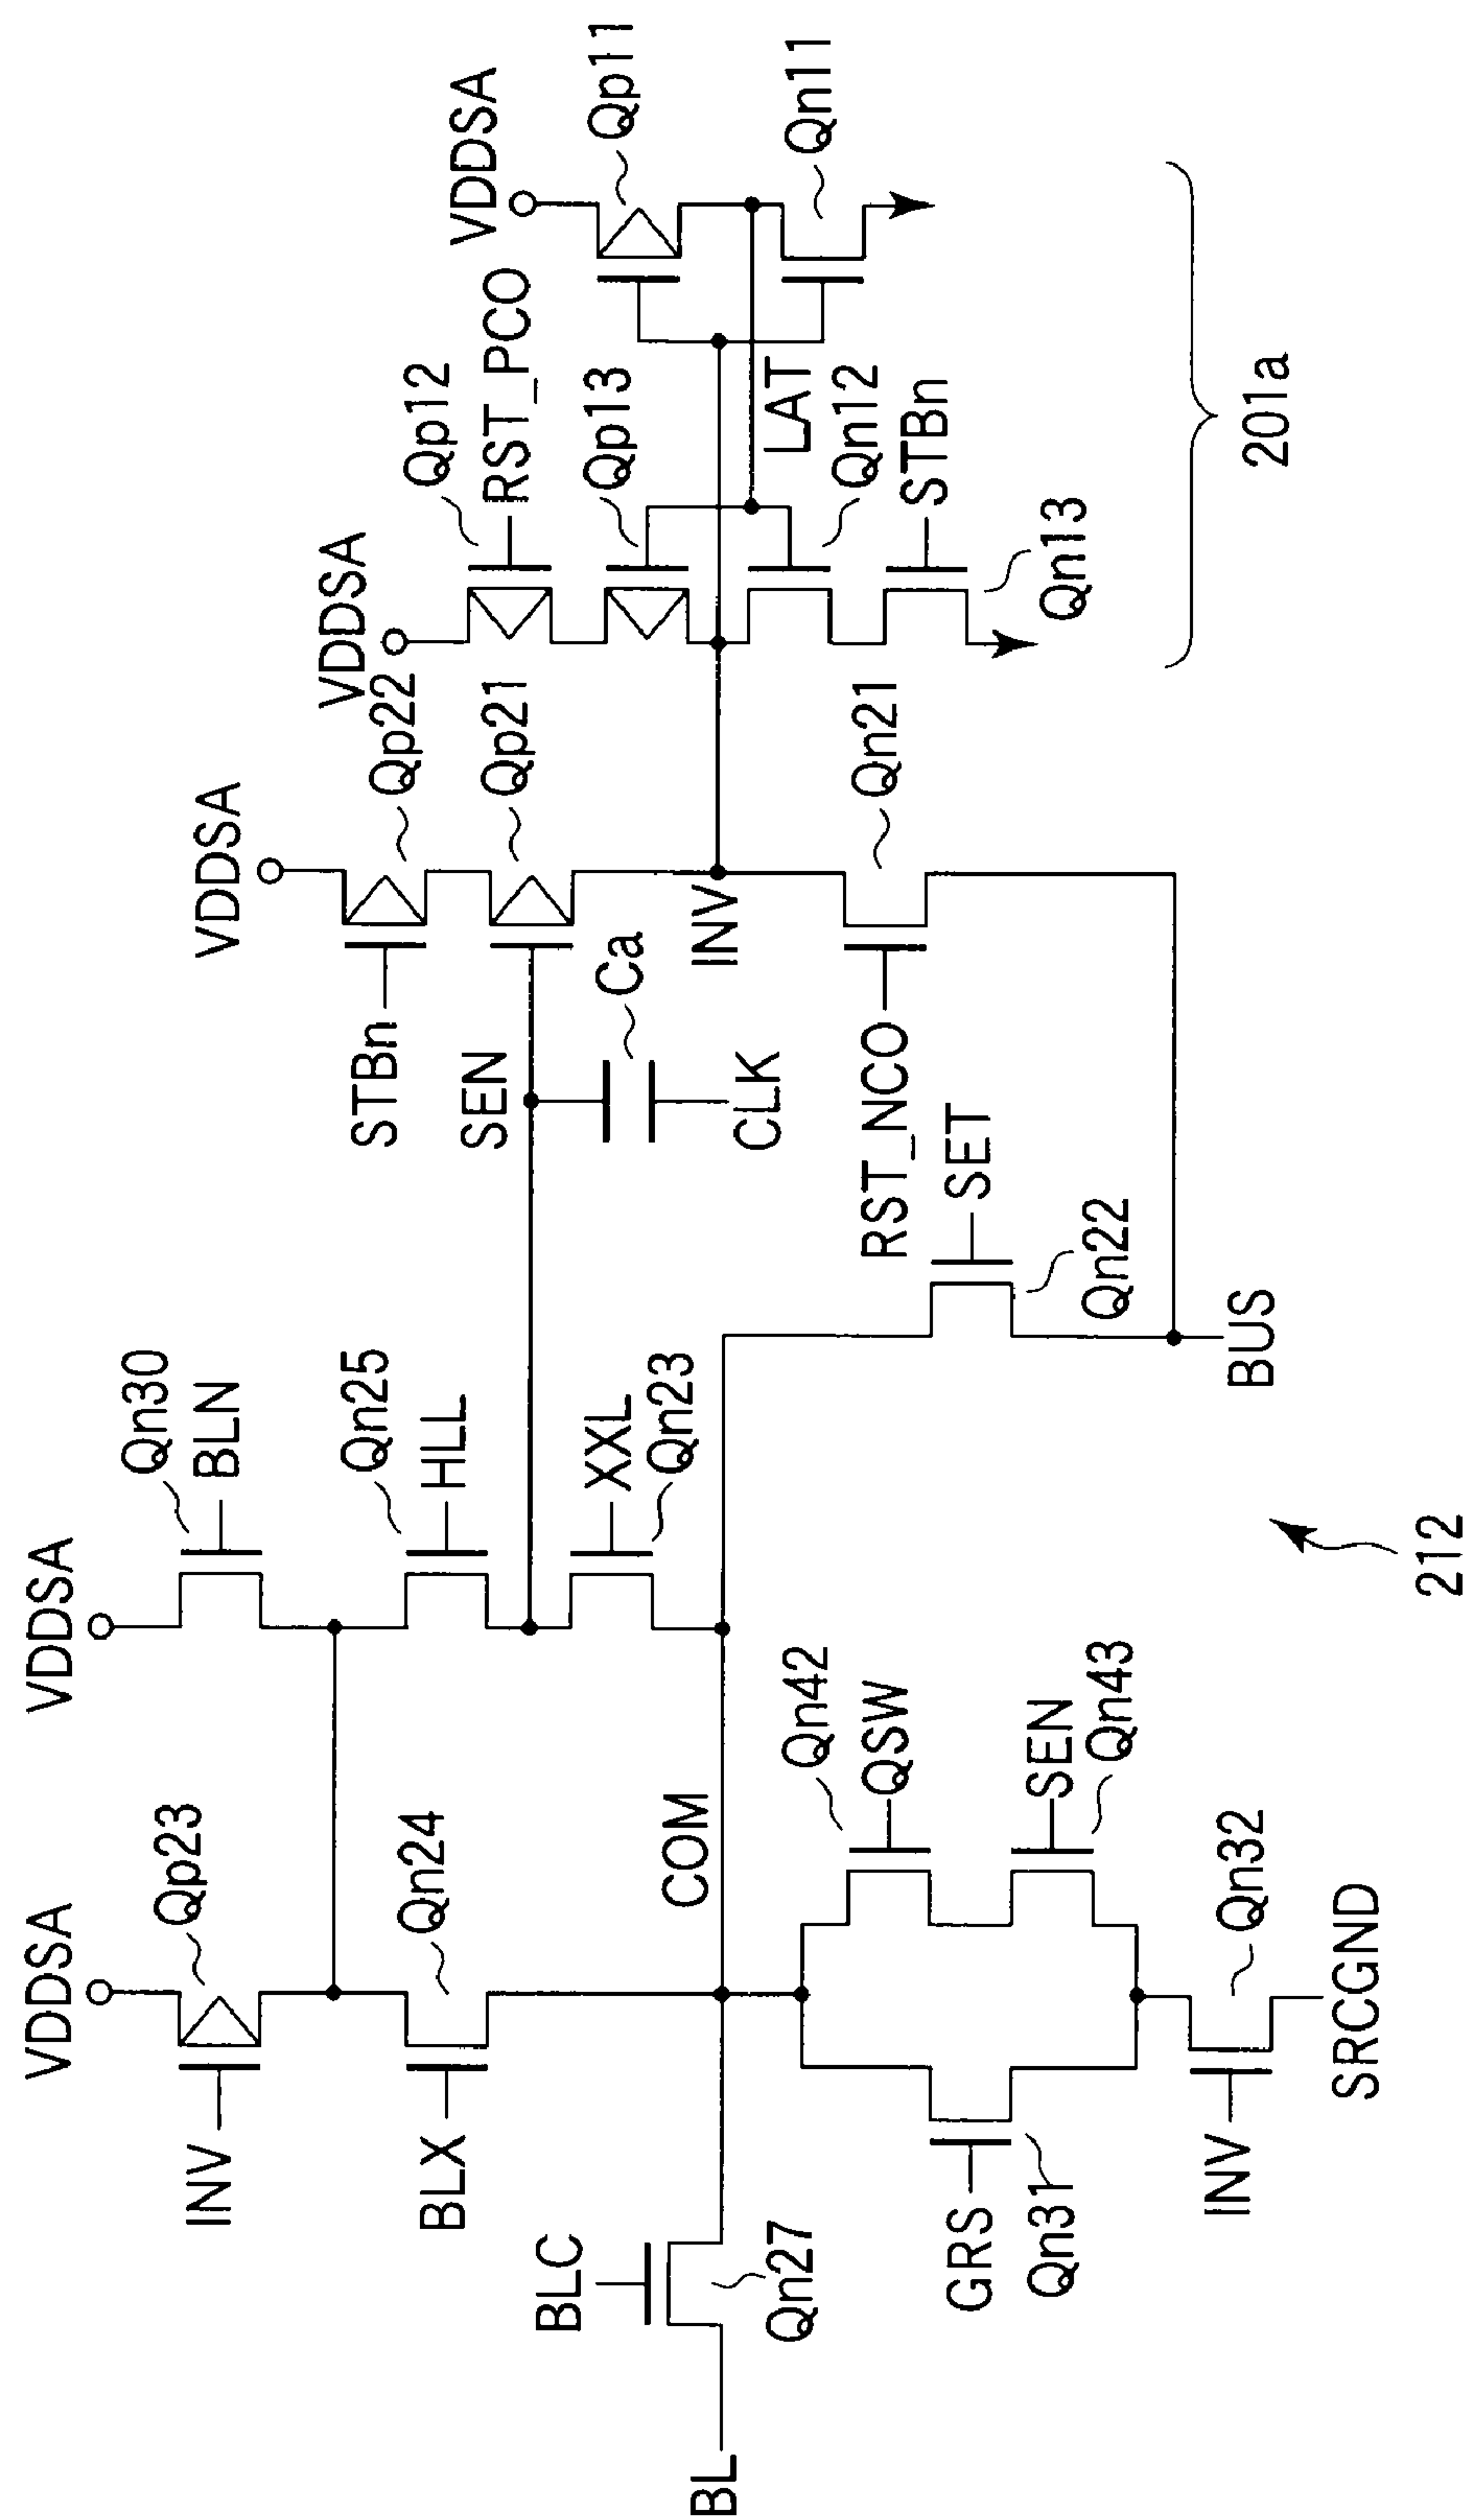 VDDSA
Qp23
INV
Qn24
BLX
BLC
Qn27
BL
COM
VDDSA
Qn30
BLN
Qn25
HLL
XXL
Qn23
Qn42
QSW
SEN
Qn43
GRS
Qn31
INV
Qn32
SRCGND
212
VDDSA
Qp22
STBn
Qp21
SEN
Ca
CLK
INV
Qn21
RST_NCO
SET
Qn22
BUS
VDDSA
Qp12
RST_PCO
Qp13
LAT
Qn12
STBn
Qn13
VDDSA
Qp11
Qn11
201a